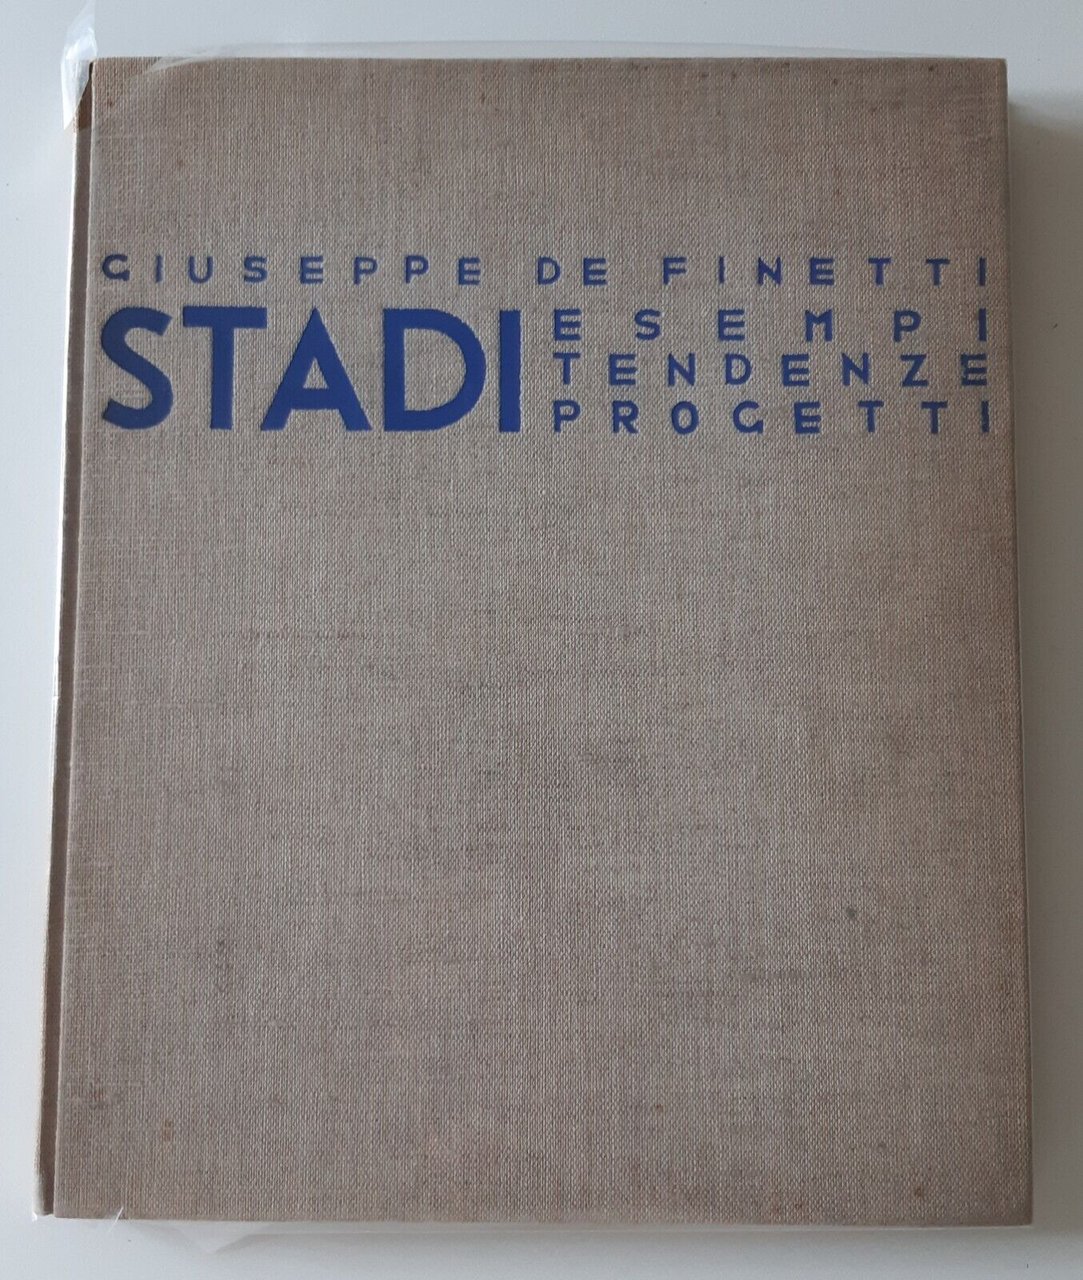 GIUSEPPE DE FINETTI
STADI
ESEMPI
TENDENZE
PROGETTI